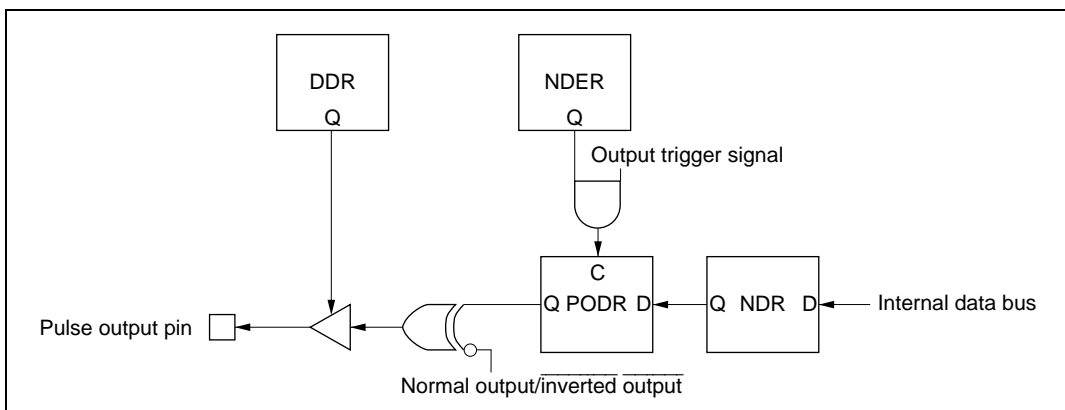 DDR
Q
NDER
Q
Output trigger signal
C
Q PODR D
Q NDR D
Internal data bus
Pulse output pin
Normal output/inverted output